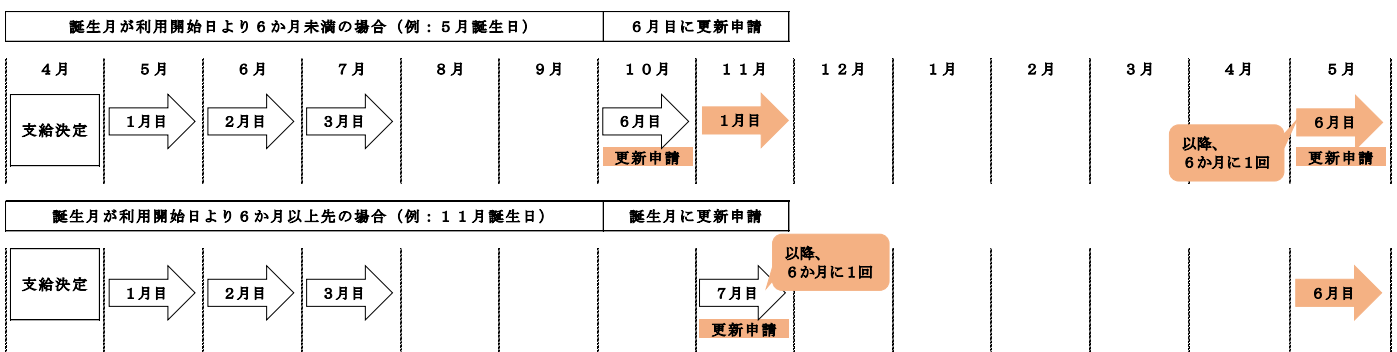 誕生月が利用開始日より６か月未満の場合（例：５月誕生日） ６月目に更新申請
４月 ５月 ６月 ７月 ８月 ９月 １０月 １１月 １２月 １月 ２月 ３月 ４月 ５月
支給決定 １月目 ２月目 ３月目 ６月目 １月目 ６月目
更新申請 更新申請
以降、
６か月に１回
誕生月が利用開始日より６か月以上先の場合（例：１１月誕生日） 誕生月に更新申請
支給決定 １月目 ２月目 ３月目 ７月目 ６月目
以降、
６か月に１回
更新申請